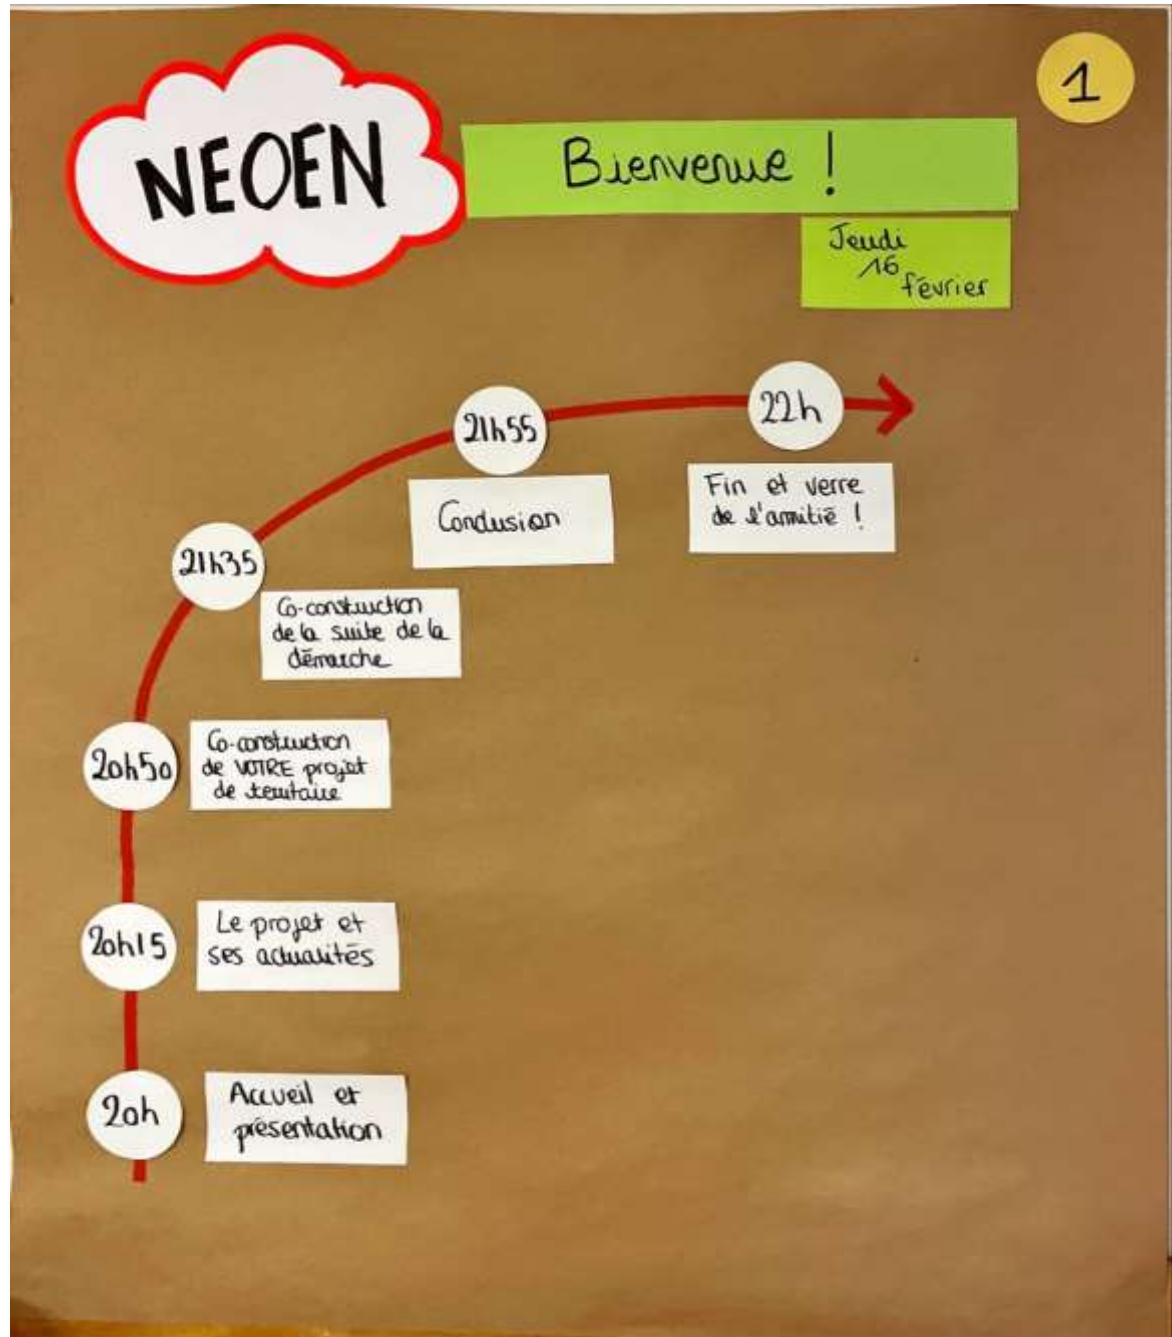 1
NEOEN
Bienvenue !
Jeudi
16
février
21h55
22h
Conclusion
Fin et verre
de l'amitié !
21h35
Co-construction
de la suite de la
démarche
20h50
Co-construction
de VOTRE projet
de territoire
20h15
Le projet et
ses actualités
20h
Accueil et
présentation